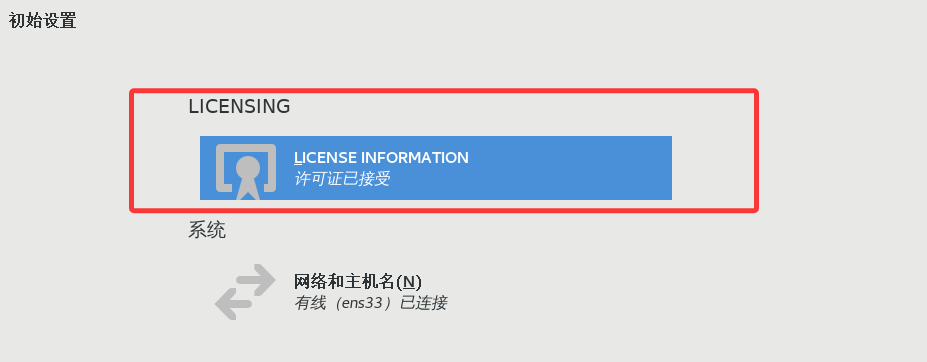 初始设置
LICENSING
LICENSE INFORMATION
许可证已接受
系统
网络和主机名(N)
有线（ens33）已连接